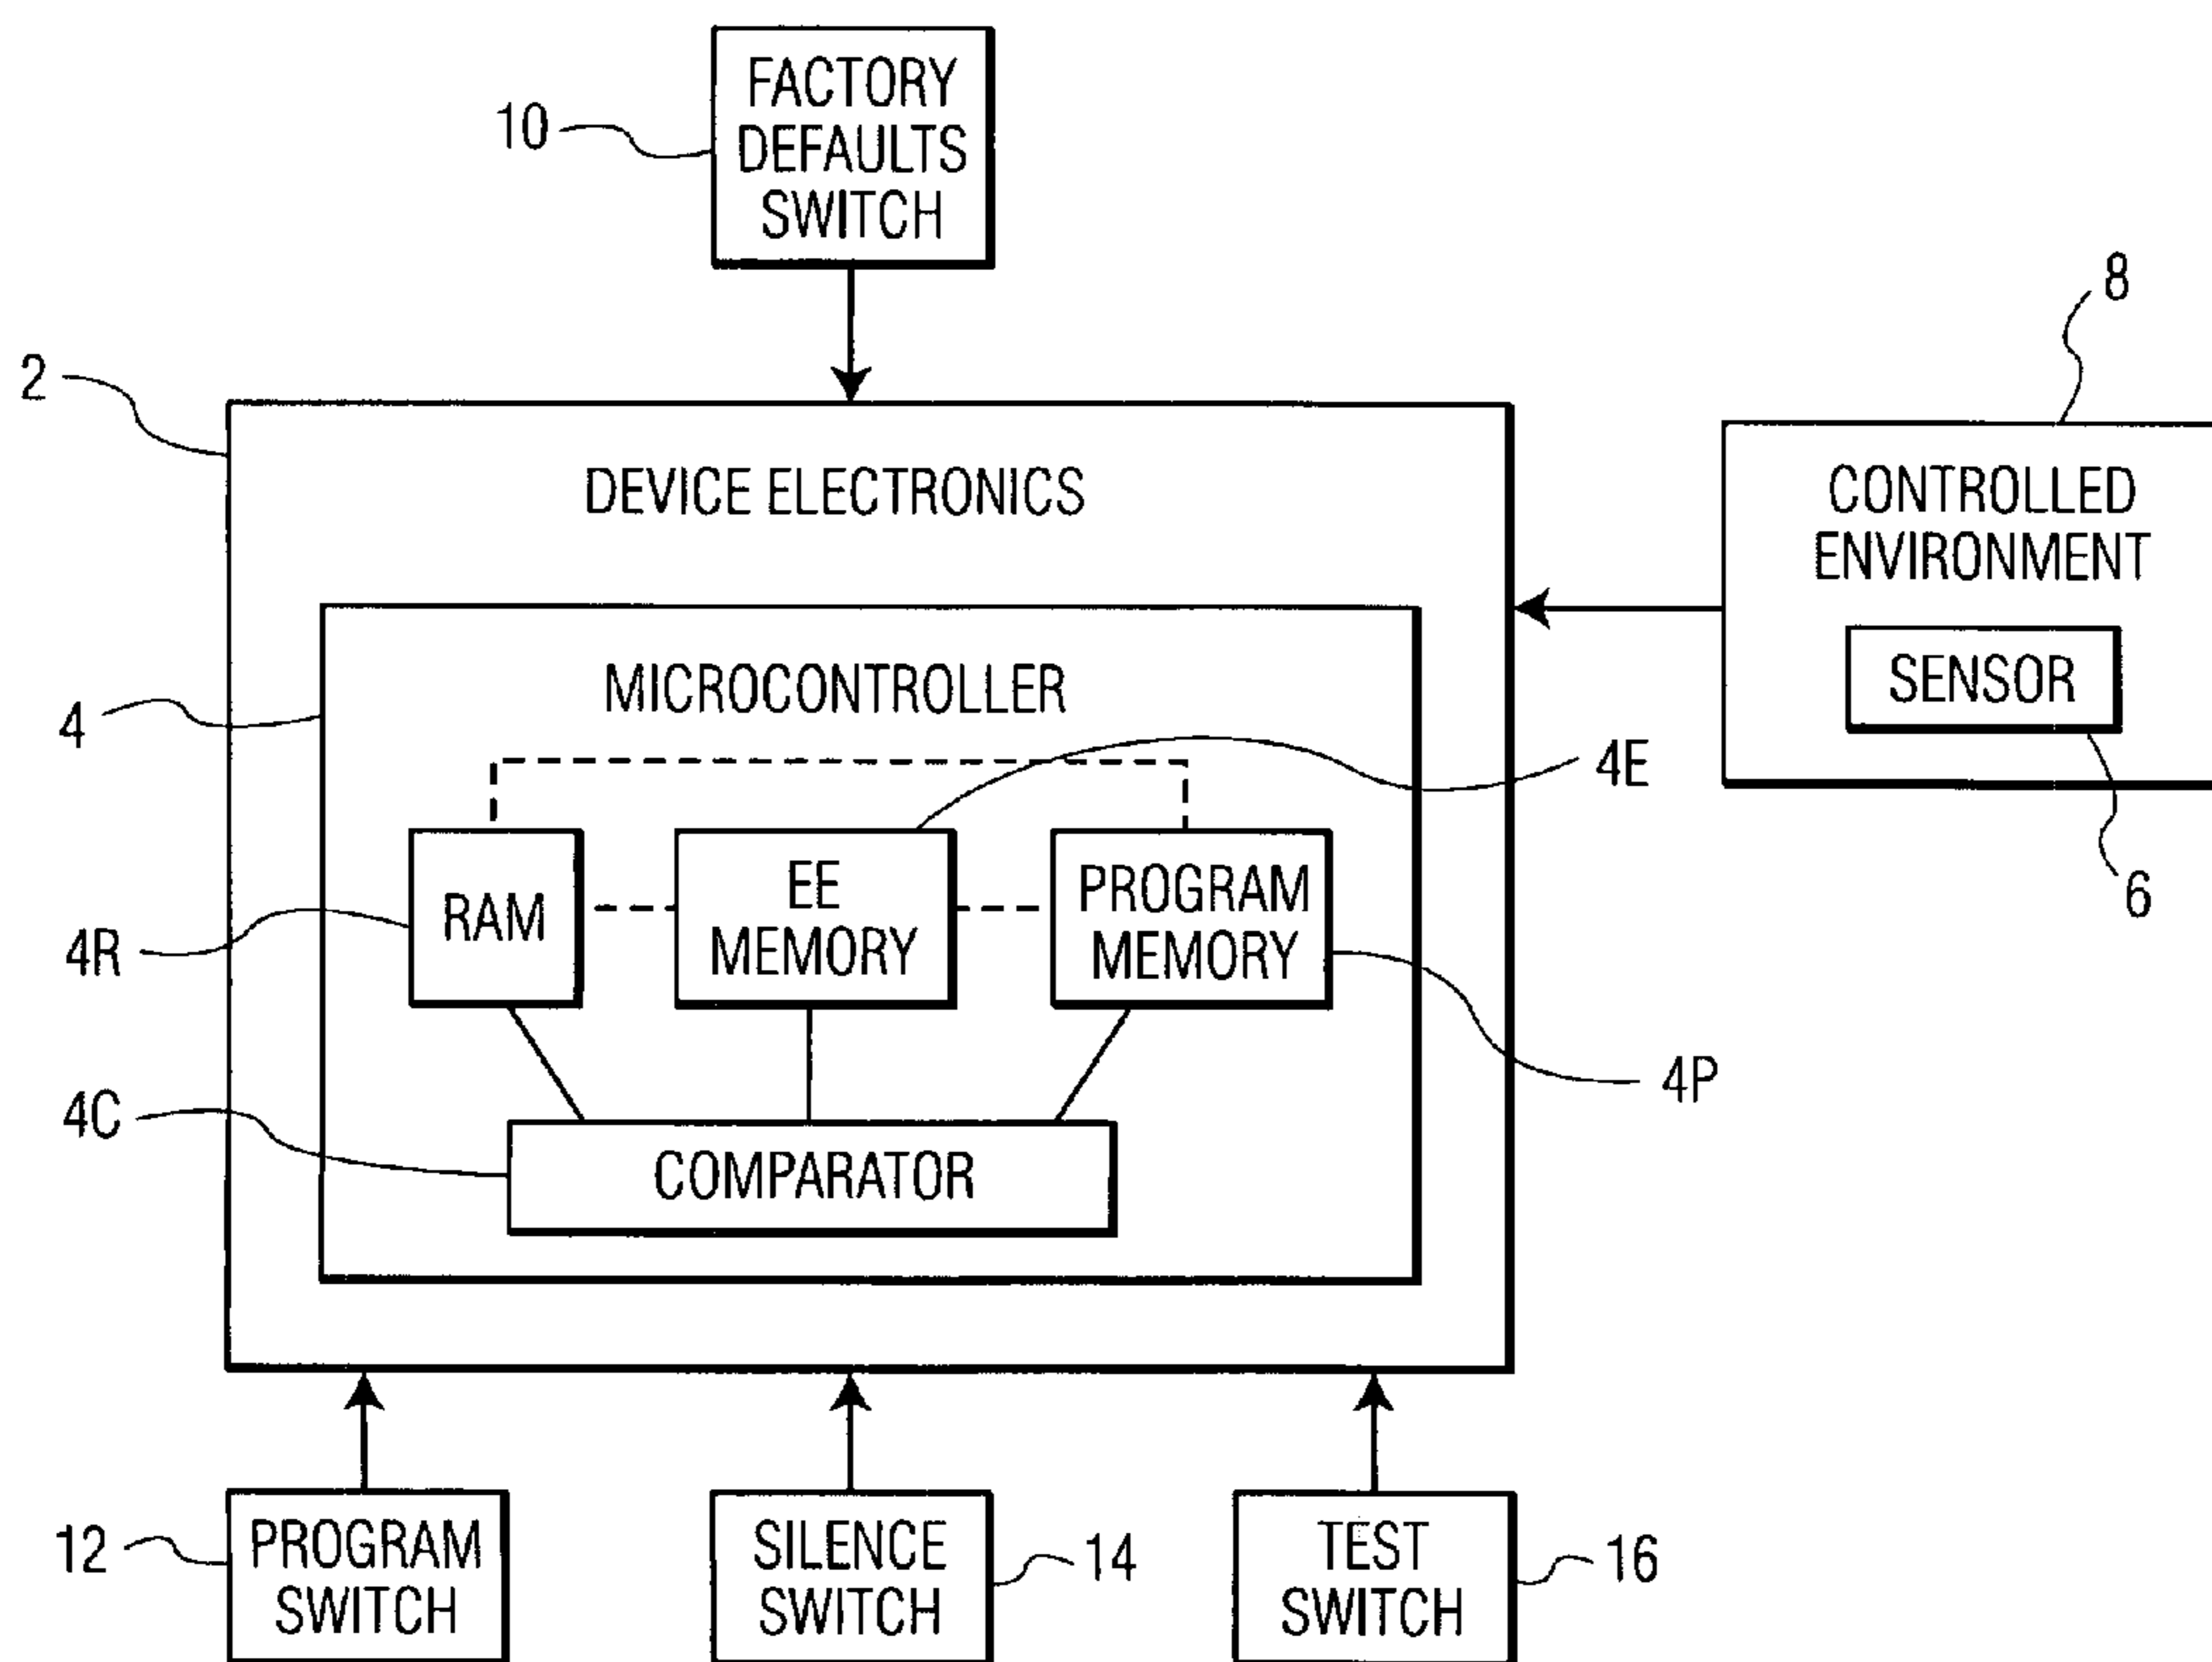 FACTORY
DEFAULTS
SWITCH
10
8
2
DEVICE ELECTRONICS
CONTROLLED
ENVIRONMENT
SENSOR
6
MICROCONTROLLER
4
4E
RAM
EE
MEMORY
PROGRAM
MEMORY
4R
4P
4C
COMPARATOR
12
PROGRAM
SWITCH
SILENCE
SWITCH
14
TEST
SWITCH
16